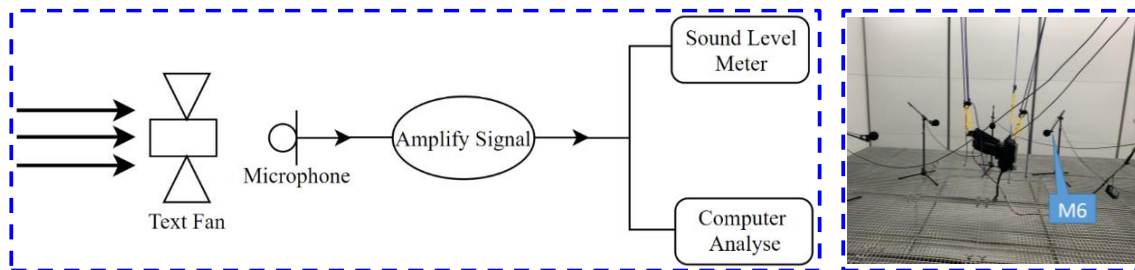 Sound Level
Meter
Amplify Signal
Microphone
Text Fan
Computer
Analyse
M6